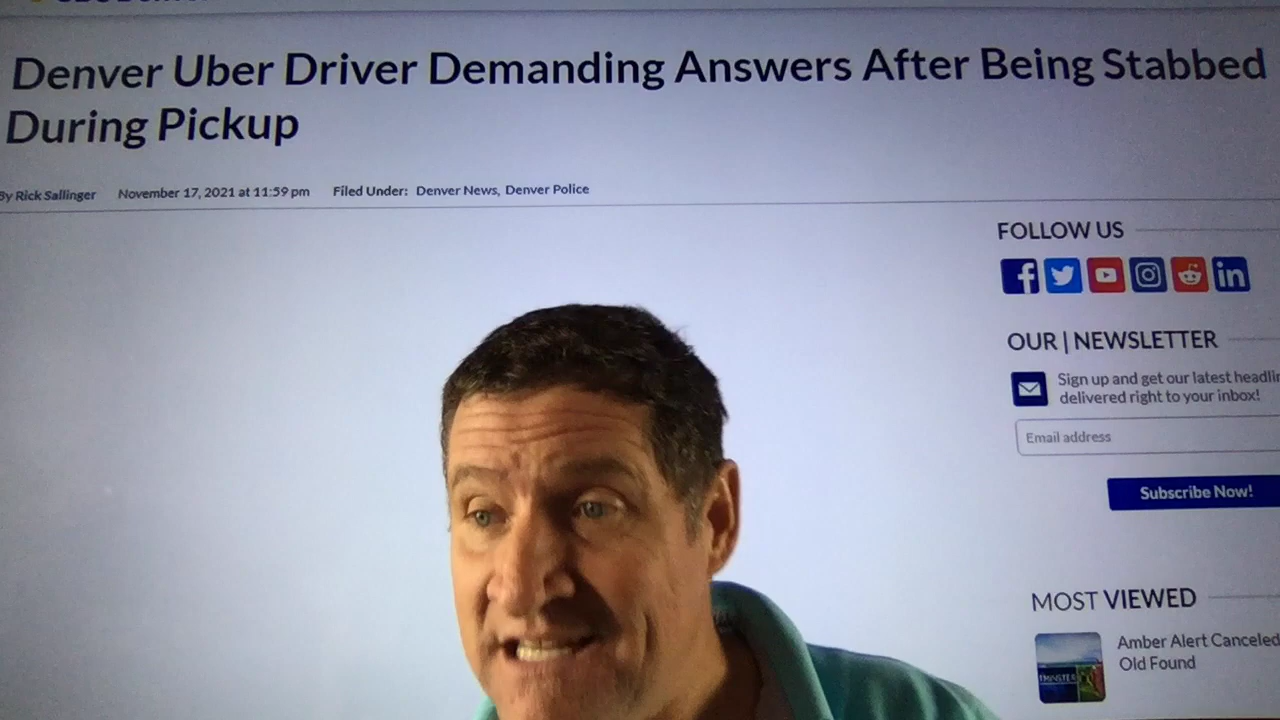 Denver Uber Driver Demanding Answers After Being Stabbed
During Pickup
By Rick Sallinger November 17, 2021 at 11:59 pm Filed Under: Denver News, Denver Police
FOLLOW US
OUR | NEWSLETTER
Sign up and get our latest
delivered right to your inbox!
Email address
Subscribe Now!
MOST VIEWED
Amber Alert Canceled
Old Found